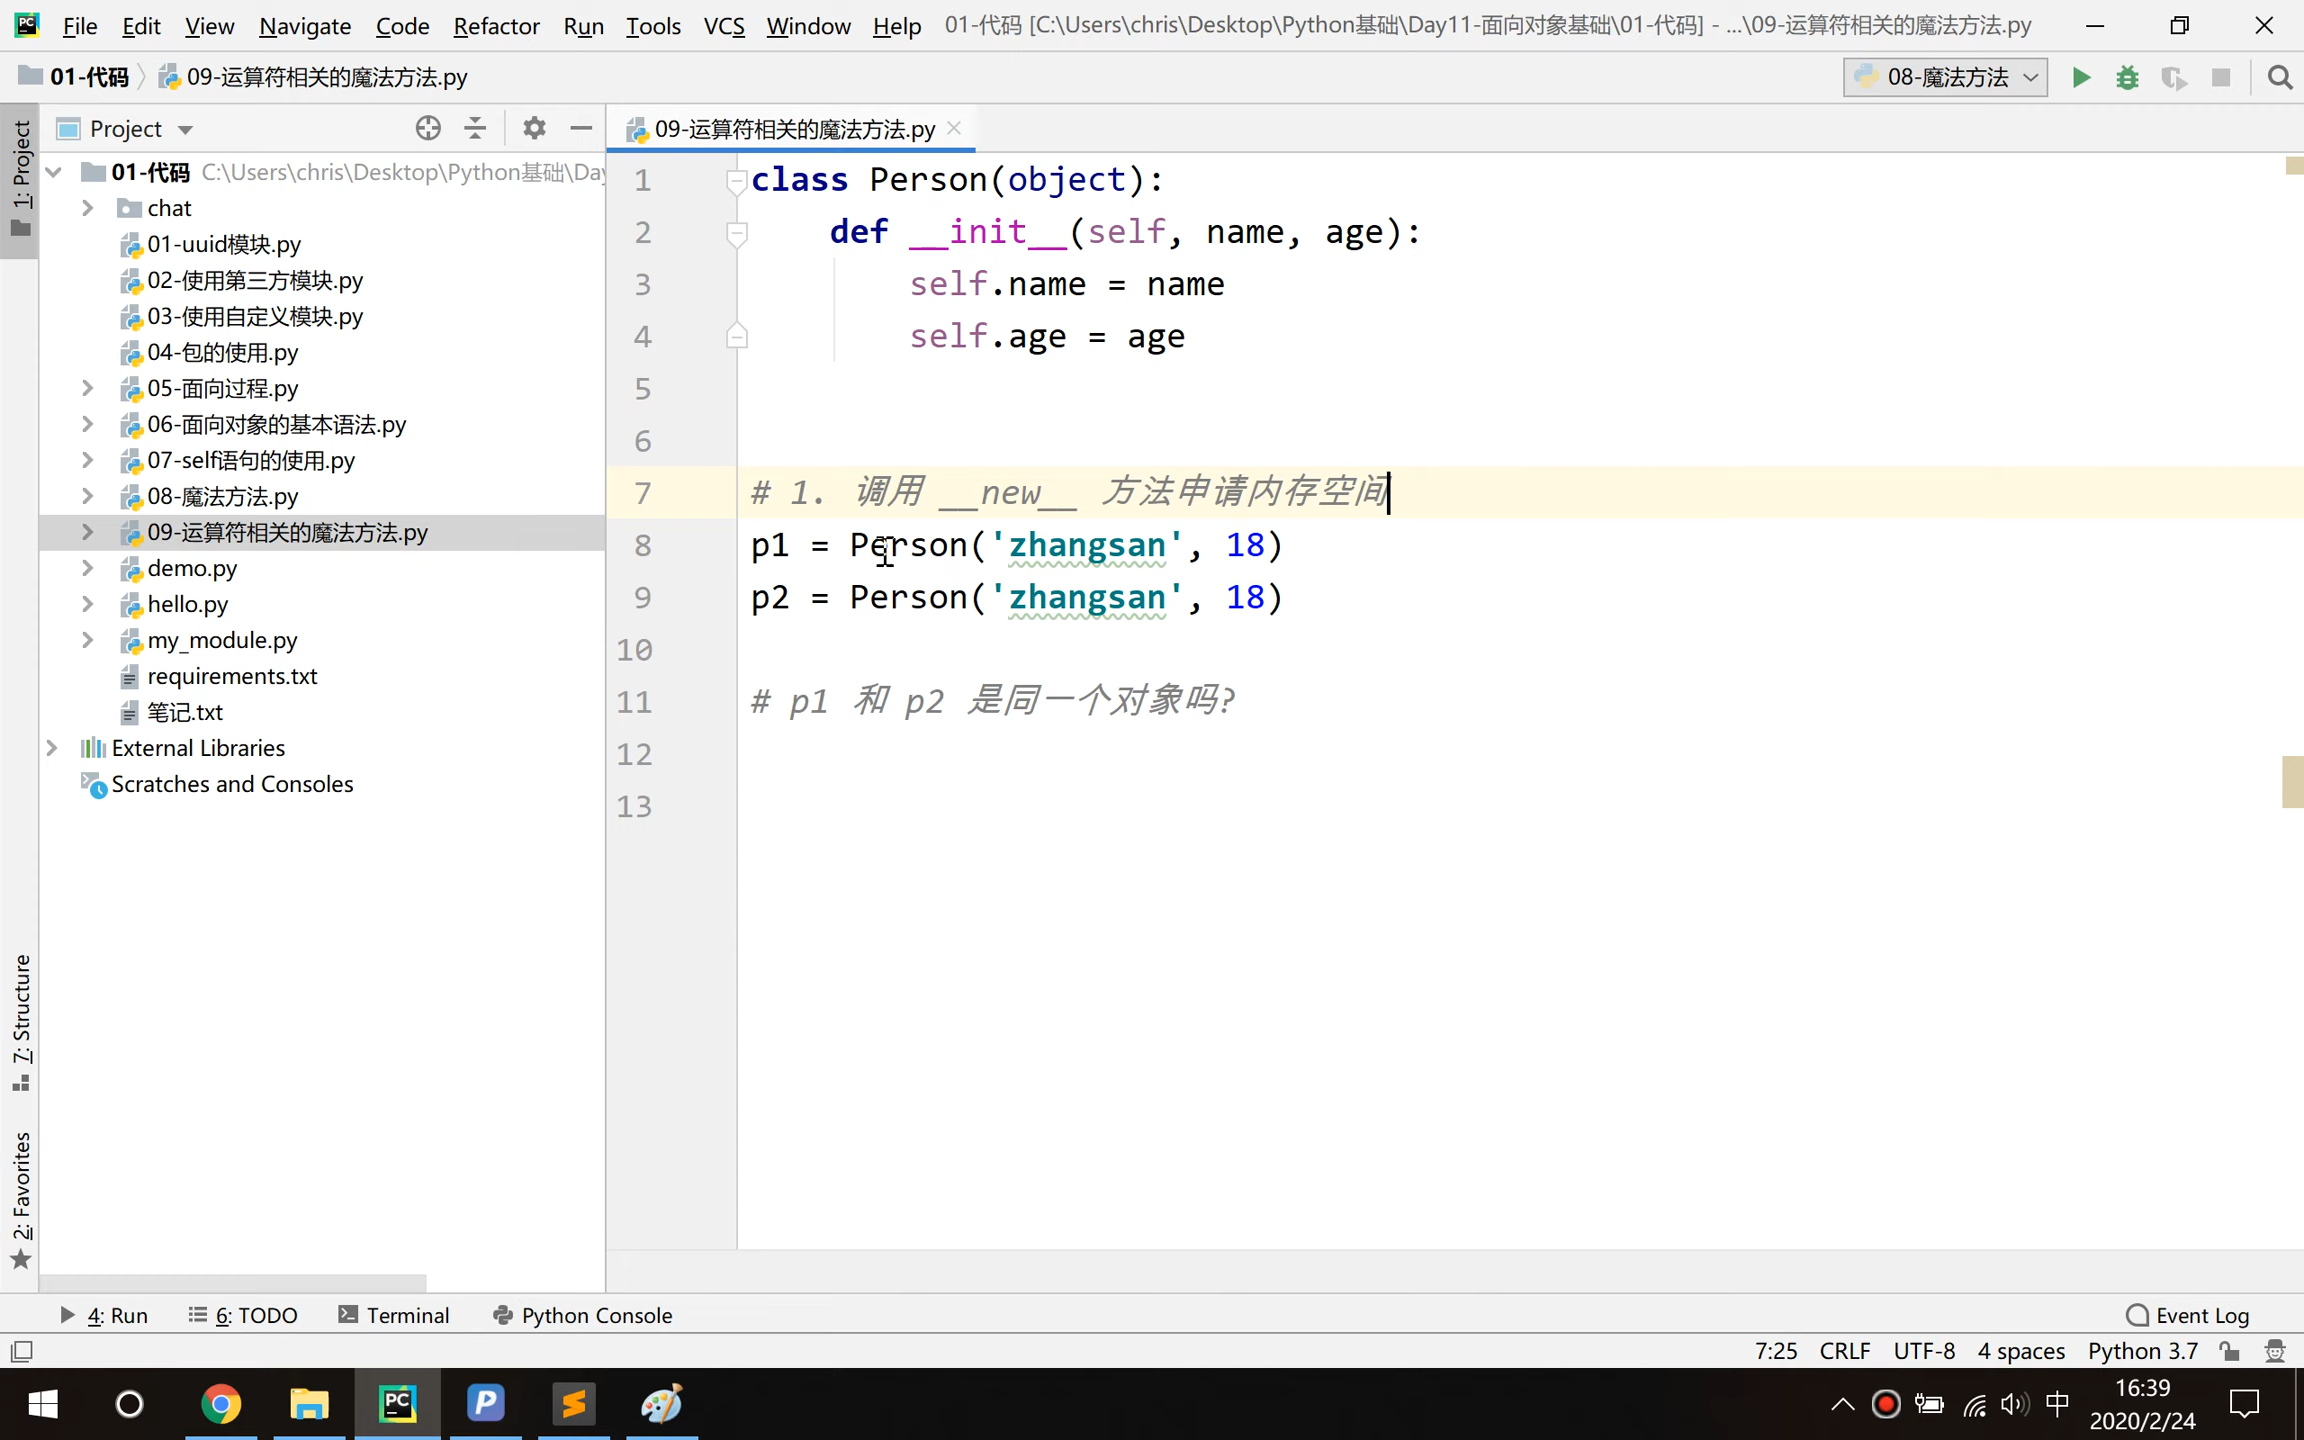 File Edit View Navigate Code Refactor Run Tools VCS Window Help 01-代码 [C:\Users\chris\Desktop\Python基础\Day11-面向对象基础\01-代码] - ...\09-运算符相关的魔法方法.py
01-代码 09-运算符相关的魔法方法.py 08-魔法方法
Project
09-运算符相关的魔法方法.py
1: Project
01-代码 C:\Users\chris\Desktop\Python基础\Day
chat
01-uuid模块.py
02-使用第三方模块.py
03-使用自定义模块.py
04-包的使用.py
05-面向过程.py
06-面向对象的基本语法.py
07-self语句的使用.py
08-魔法方法.py
09-运算符相关的魔法方法.py
demo.py
hello.py
my_module.py
requirements.txt
笔记.txt
External Libraries
Scratches and Consoles
7: Structure
2: Favorites
1 class Person(object):
2 def __init__(self, name, age):
3 self.name = name
4 self.age = age
5
6
7 # 1. 调用 __new__ 方法申请内存空间
8 p1 = Person('zhangsan', 18)
9 p2 = Person('zhangsan', 18)
10
11 # p1 和 p2 是同一个对象吗?
12
13
4: Run 6: TODO Terminal Python Console Event Log
7:25 CRLF UTF-8 4 spaces Python 3.7
PC
中
16:39
2020/2/24